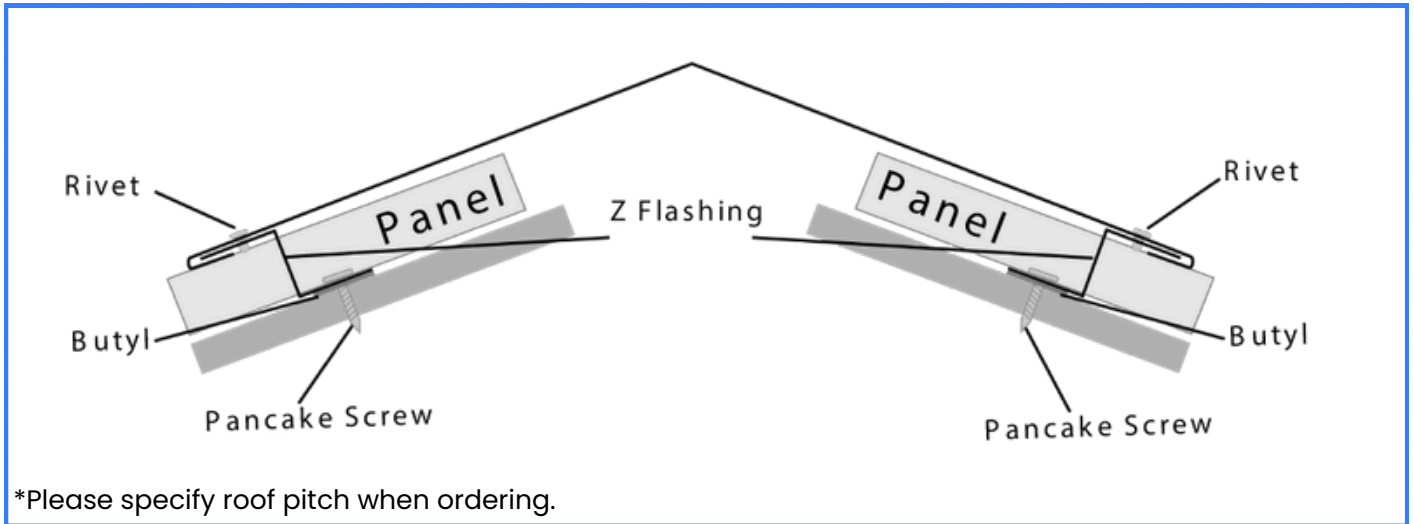 Rivet
Panel
Z Flashing
Panel
Rivet
Butyl
Butyl
Pancake Screw
Pancake Screw
*Please specify roof pitch when ordering.